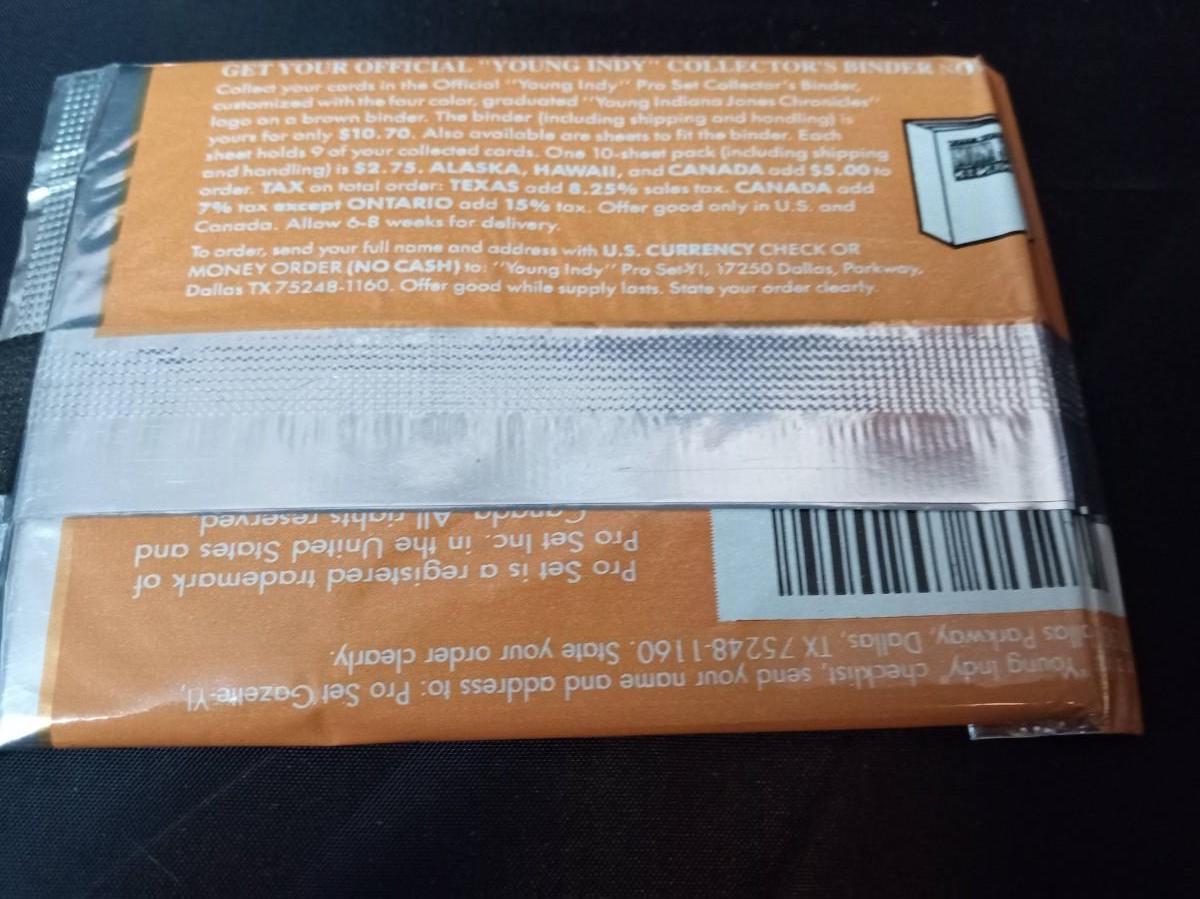 GET YOUR OFFICIAL "YOUNG INDY" COLLECTOR'S BINDER NO
Collect your cards in the Official "Young Indy" Pro Set Collector's Binder,
customized with the four color, graduated "Young Indiana Jones Chronicles"
logo on a brown binder. The binder (including shipping and handling) is
yours for only $10.70. Also available are sheets to fit the binder. Each
sheet holds 9 of your collected cards. One 10-sheet pack (including shipping
and handling) is $2.75. ALASKA, HAWAII, and CANADA add $5.00 to
order. TAX on total order: TEXAS add 8.25% sales tax. CANADA add
7% tax except ONTARIO add 15% tax. Offer good only in U.S. and
Canada. Allow 6-8 weeks for delivery.
To order, send your full name and address with U.S. CURRENCY CHECK OR
MONEY ORDER (NO CASH) to: "Young Indy" Pro Set-YI, 17250 Dallas, Parkway,
Dallas TX 75248-1160. Offer good while supply lasts. State your order clearly.
"Young Indy" checklist, send your name and address to: Pro Set Gazette-YI,
Parkway, Dallas, TX 75248-1160. State your order clearly.
Pro Set is a registered trademark of
Pro Set Inc. in the United States and
Canada. All rights reserved